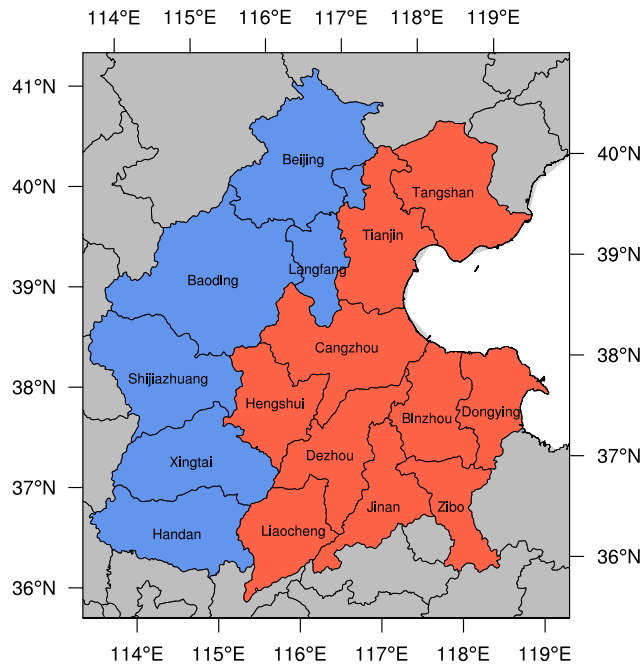 114°E 115°E 116°E 117°E 118°E 119°E
41°N
40°N
40°N
39°N
39°N
38°N
38°N
37°N
37°N
36°N
36°N
Beijing
Tangshan
Tianjin
Langfang
Baoding
Cangzhou
Shijiazhuang
Hengshui
Binzhou
Dongying
Dezhou
Xingtai
Jinan
Zibo
Liaocheng
Handan
114°E 115°E 116°E 117°E 118°E 119°E